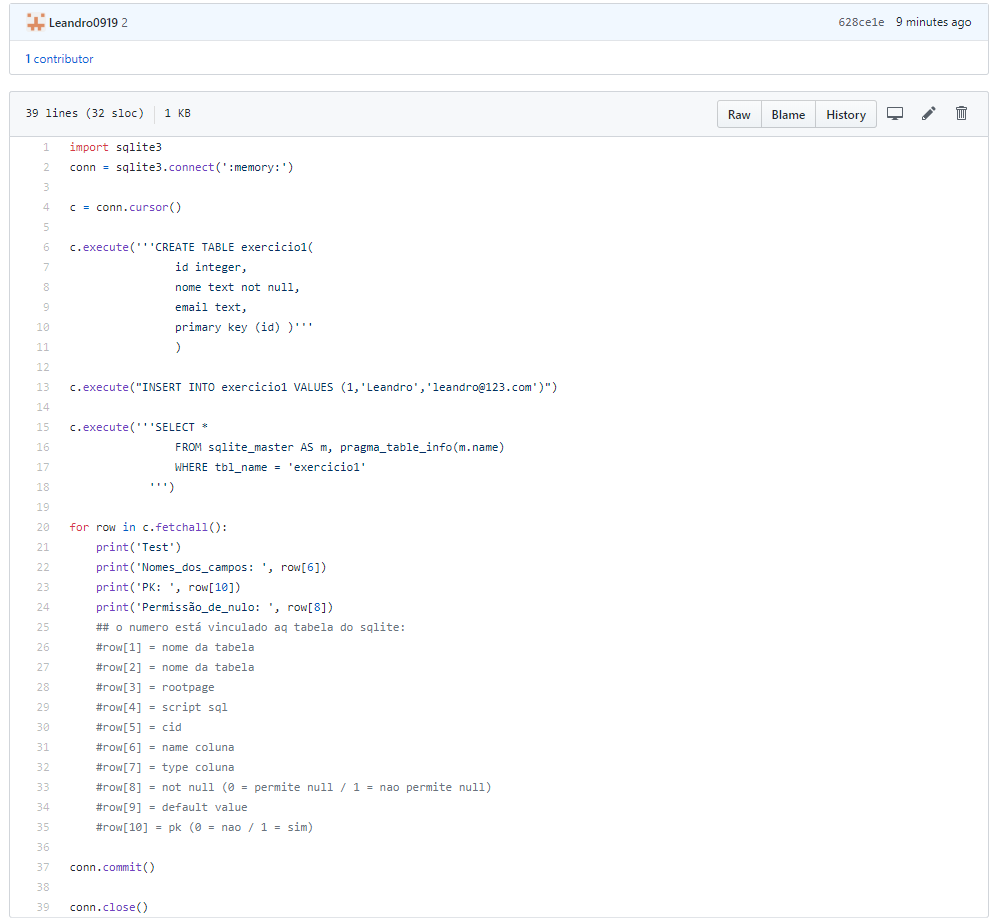 Leandro0919 2 628ce1e 9 minutes ago
1 contributor
39 lines (32 sloc) 1 KB Raw Blame History
1 import sqlite3
2 conn = sqlite3.connect(':memory:')
3
4 c = conn.cursor()
5
6 c.execute('''CREATE TABLE exercicio1(
7                 id integer,
8                 nome text not null,
9                 email text,
10                 primary key (id) )'''
11                 )
12
13 c.execute("INSERT INTO exercicio1 VALUES (1,'Leandro','leandro@123.com')")
14
15 c.execute('''SELECT *
16                 FROM sqlite_master AS m, pragma_table_info(m.name)
17                 WHERE tbl_name = 'exercicio1'
18             ''')
19
20 for row in c.fetchall():
21     print('Test')
22     print('Nomes_dos_campos: ', row[6])
23     print('PK: ', row[10])
24     print('Permissão_de_nulo: ', row[8])
25     ## o numero está vinculado aq tabela do sqlite:
26     #row[1] = nome da tabela
27     #row[2] = nome da tabela
28     #row[3] = rootpage
29     #row[4] = script sql
30     #row[5] = cid
31     #row[6] = name coluna
32     #row[7] = type coluna
33     #row[8] = not null (0 = permite null / 1 = nao permite null)
34     #row[9] = default value
35     #row[10] = pk (0 = nao / 1 = sim)
36
37 conn.commit()
38
39 conn.close()